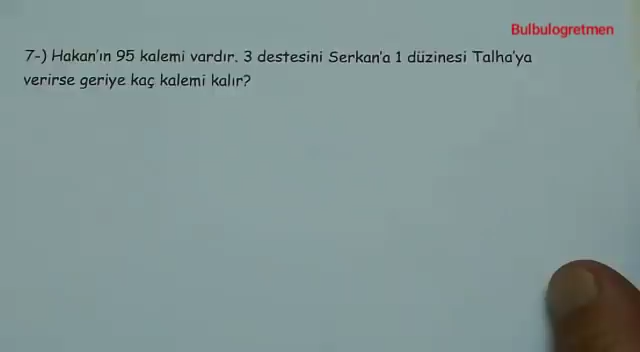 Bulbulogretmen
7-) Hakan'ın 95 kalemi vardır. 3 destesini Serkan'a 1 düzinesi Talha'ya
verirse geriye kaç kalemi kalır?